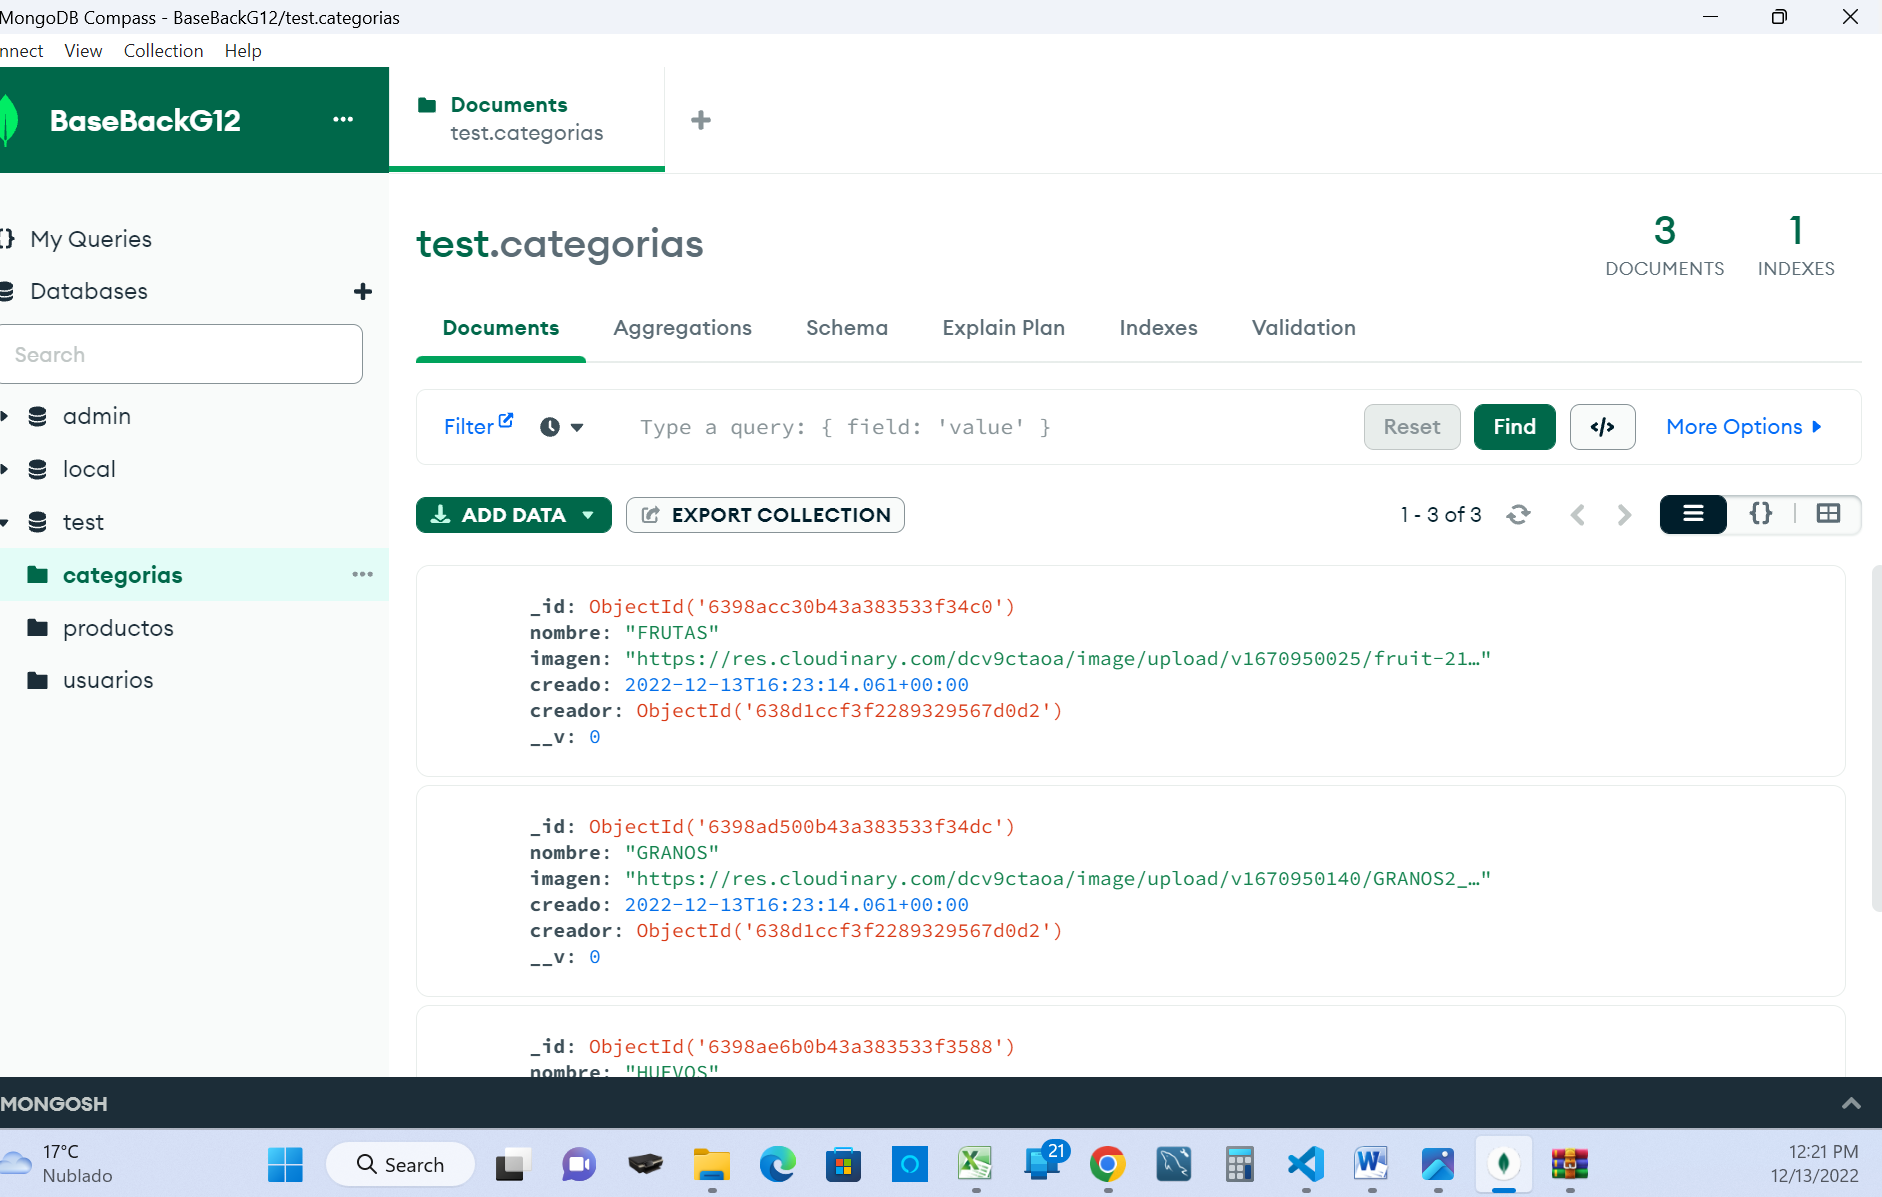 MongoDB Compass - BaseBackG12/test.categorias
nnect View Collection Help
BaseBackG12
Documents
test.categorias
My Queries
Databases
Search
admin
local
test
categorias
productos
usuarios
test.categorias
3
DOCUMENTS
1
INDEXES
Documents Aggregations Schema Explain Plan Indexes Validation
Filter Type a query: { field: 'value' } Reset Find </> More Options
ADD DATA EXPORT COLLECTION 1 - 3 of 3 {}
_id: ObjectId('6398acc30b43a383533f34c0')
nombre: "FRUTAS"
imagen: "https://res.cloudinary.com/dcv9ctaoa/image/upload/v1670950025/fruit-21…"
creado: 2022-12-13T16:23:14.061+00:00
creador: ObjectId('638d1ccf3f2289329567d0d2')
__v: 0
_id: ObjectId('6398ad500b43a383533f34dc')
nombre: "GRANOS"
imagen: "https://res.cloudinary.com/dcv9ctaoa/image/upload/v1670950140/GRANOS2_…"
creado: 2022-12-13T16:23:14.061+00:00
creador: ObjectId('638d1ccf3f2289329567d0d2')
__v: 0
_id: ObjectId('6398ae6b0b43a383533f3588')
nombre: "HUEVOS"
MONGOSH
17°C
Nublado
Search
21
12:21 PM
12/13/2022